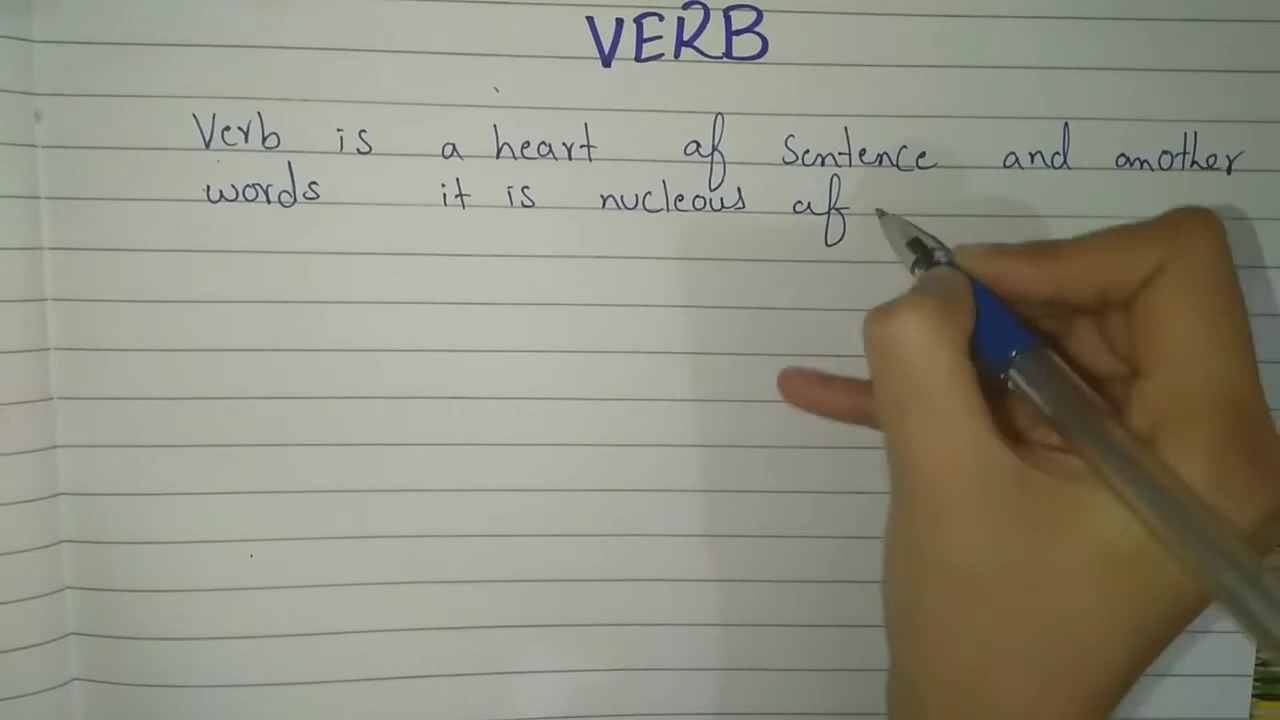 VERB
Verb is a heart af Sentence and another
words it is nucleous af